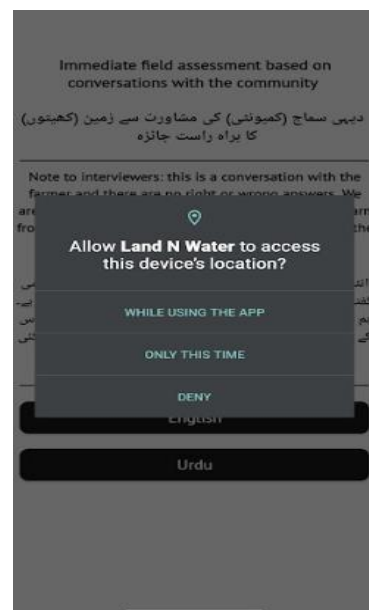 Immediate field assessment based on
conversations with the community
دیہی سماج (کمیونٹی) کی مشاورت سے زمین (کھیتوں)
کا براہ راست جائزہ
Note to interviewers: this is a conversation with the
farmer and there are no right or wrong answers. We
Allow Land N Water to access
this device's location?
WHILE USING THE APP
ONLY THIS TIME
DENY
English
Urdu